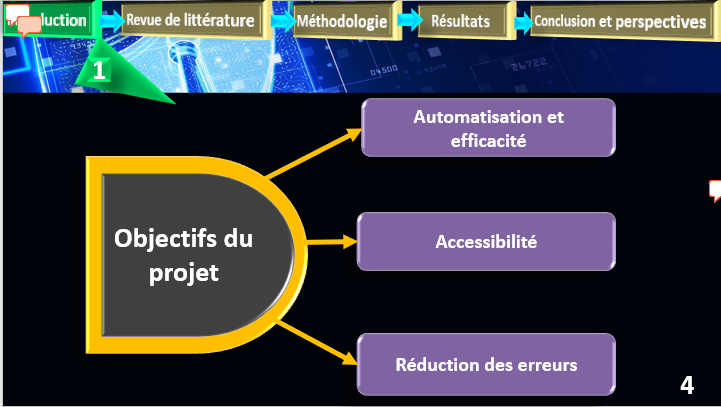 duction
Revue de littérature
Méthodologie
Résultats
Conclusion et perspectives
1
04500
26722
Automatisation et
efficacité
Objectifs du
projet
Accessibilité
Réduction des erreurs
4